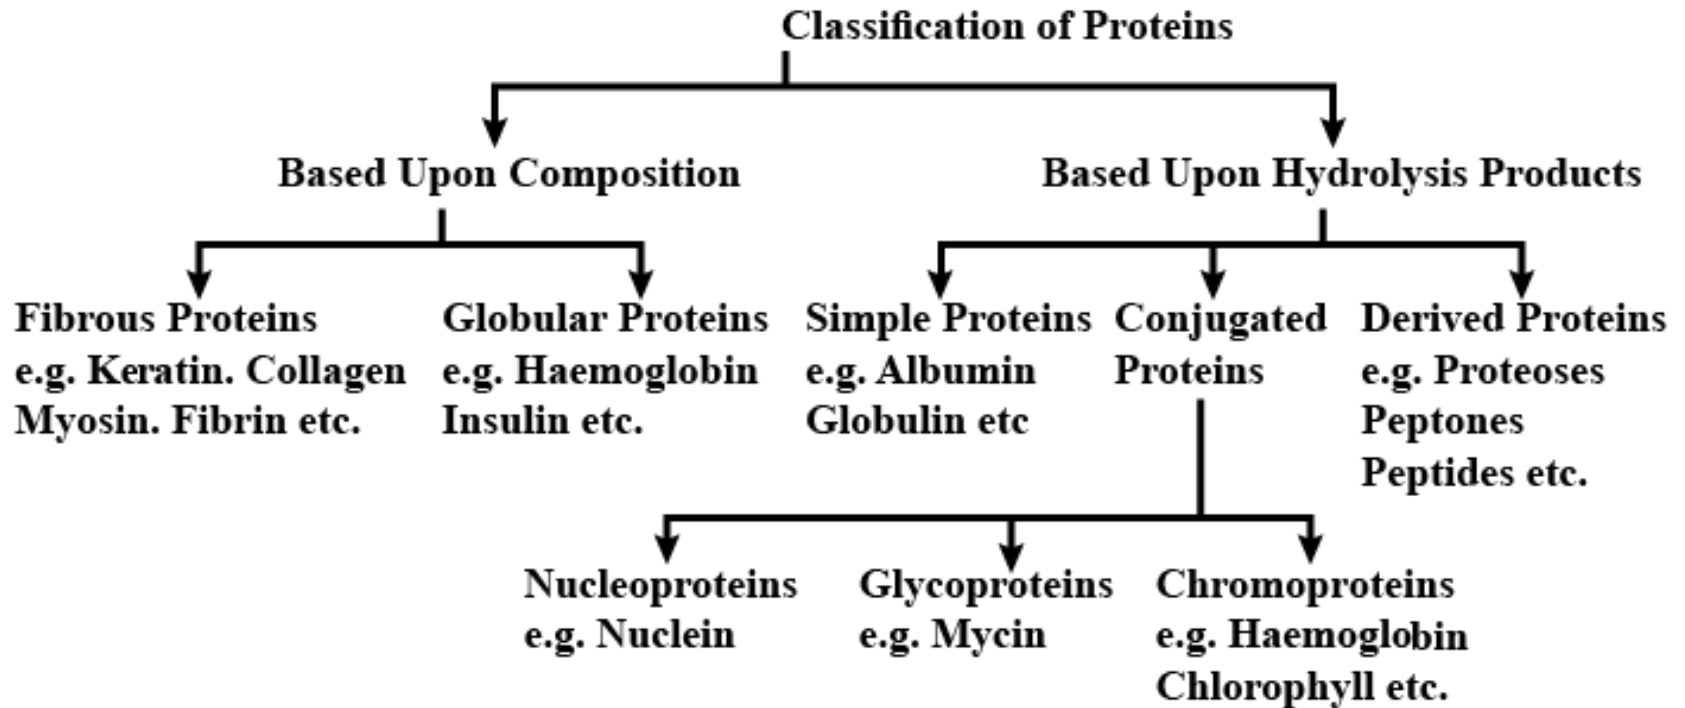 Classification of Proteins
Based Upon Composition
Based Upon Hydrolysis Products
Fibrous Proteins
e.g. Keratin. Collagen
Myosin. Fibrin etc.
Globular Proteins
e.g. Haemoglobin
Insulin etc.
Simple Proteins
e.g. Albumin
Globulin etc
Conjugated
Proteins
Derived Proteins
e.g. Proteoses
Peptones
Peptides etc.
Nucleoproteins
e.g. Nuclein
Glycoproteins
e.g. Mycin
Chromoproteins
e.g. Haemoglobin
Chlorophyll etc.